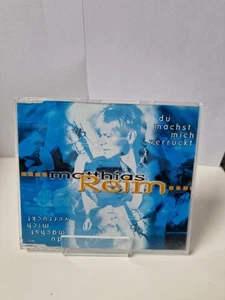 du
machst
mich
verrückt
matthias
Reim
du
machst
mich
verrückt